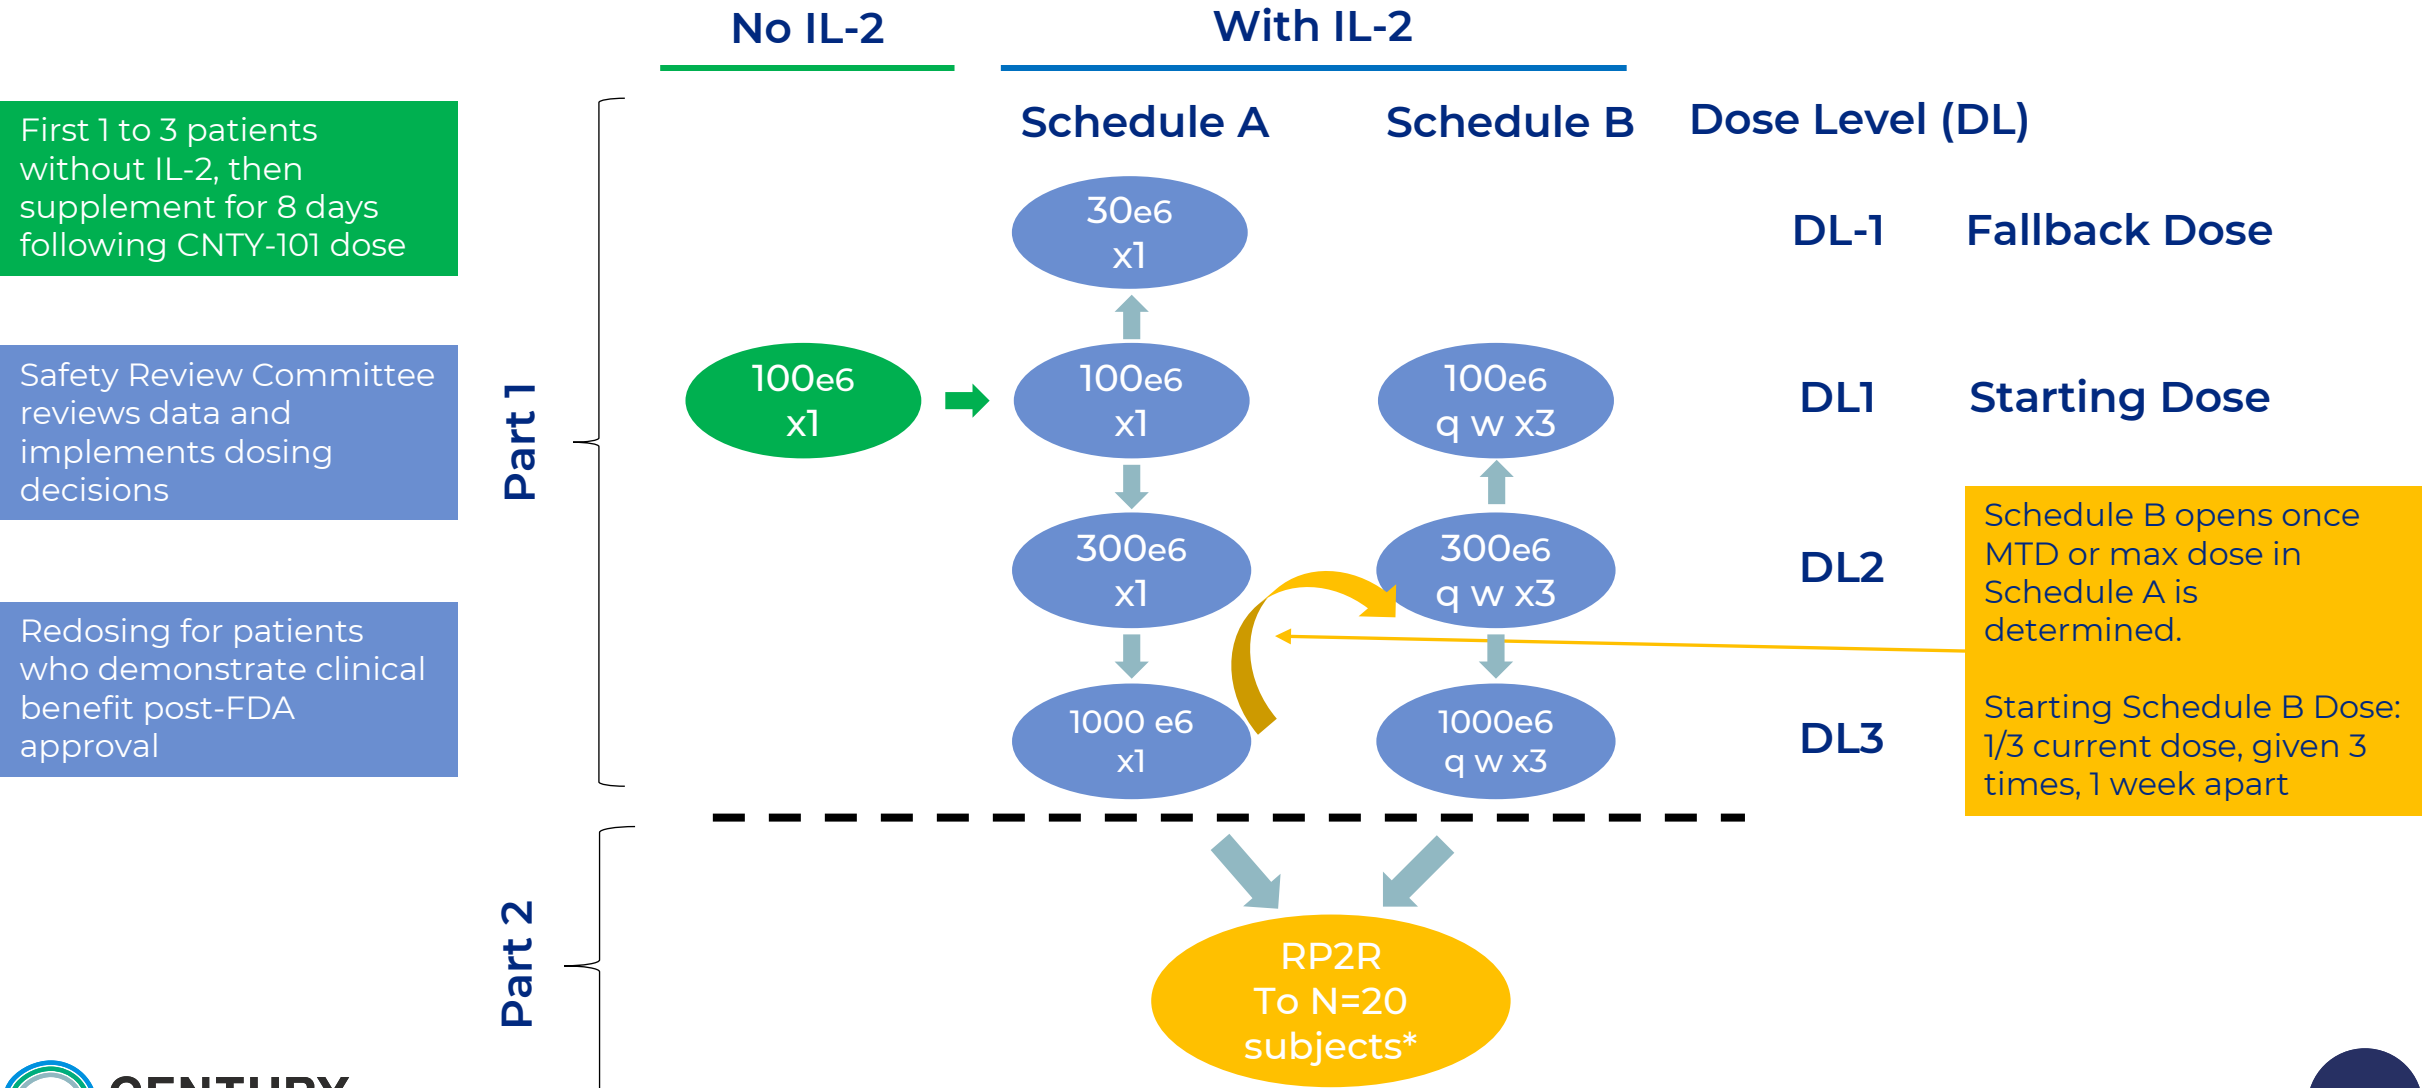 No IL-2
With IL-2
First 1 to 3 patients
without IL-2, then
supplement for 8 days
following CNTY-101 dose
Safety Review Committee
reviews data and
implements dosing
decisions
Redosing for patients
who demonstrate clinical
benefit post-FDA
approval
Part 1
Schedule A
Schedule B
Dose Level (DL)
30e6
x1
DL-1
Fallback Dose
100e6
x1
100e6
x1
100e6
q w x3
DL1
Starting Dose
300e6
x1
300e6
q w x3
DL2
1000 e6
x1
1000e6
q w x3
DL3
Schedule B opens once
MTD or max dose in
Schedule A is
determined.
Starting Schedule B Dose:
1/3 current dose, given 3
times, 1 week apart
Part 2
RP2R
To N=20
subjects*
CENTURY